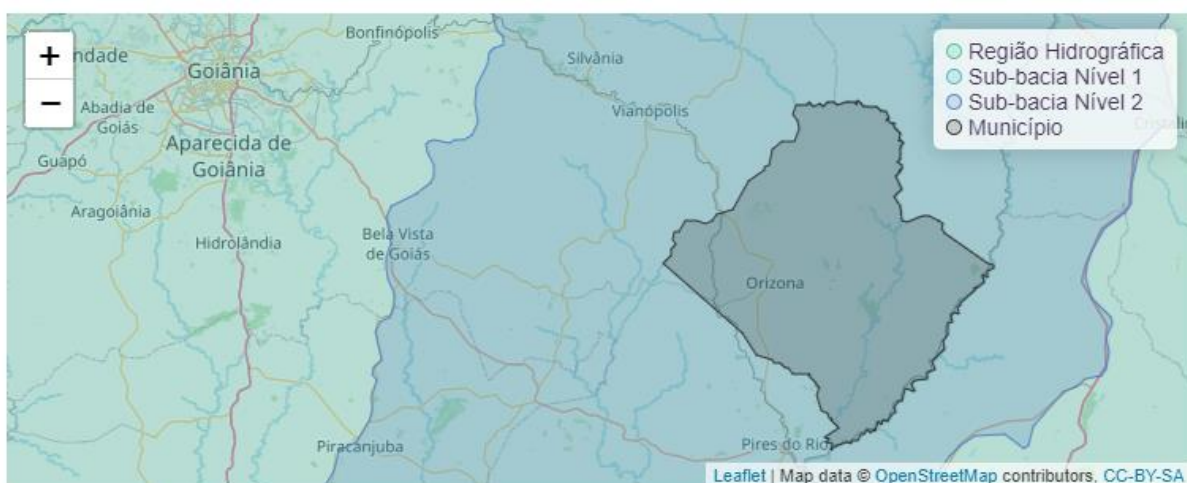 +
−
ndade
Goiânia
Abadia de
Goiás
Guapó
Aparecida de
Goiânia
Aragoiânia
Hidrolândia
Bonfinópolis
Silvânia
Vianópolis
Bela Vista
de Goiás
Orizona
Piracanjuba
Pires do Rio
Cristalin
Região Hidrográfica
Sub-bacia Nível 1
Sub-bacia Nível 2
Município
Leaflet | Map data © OpenStreetMap contributors, CC-BY-SA